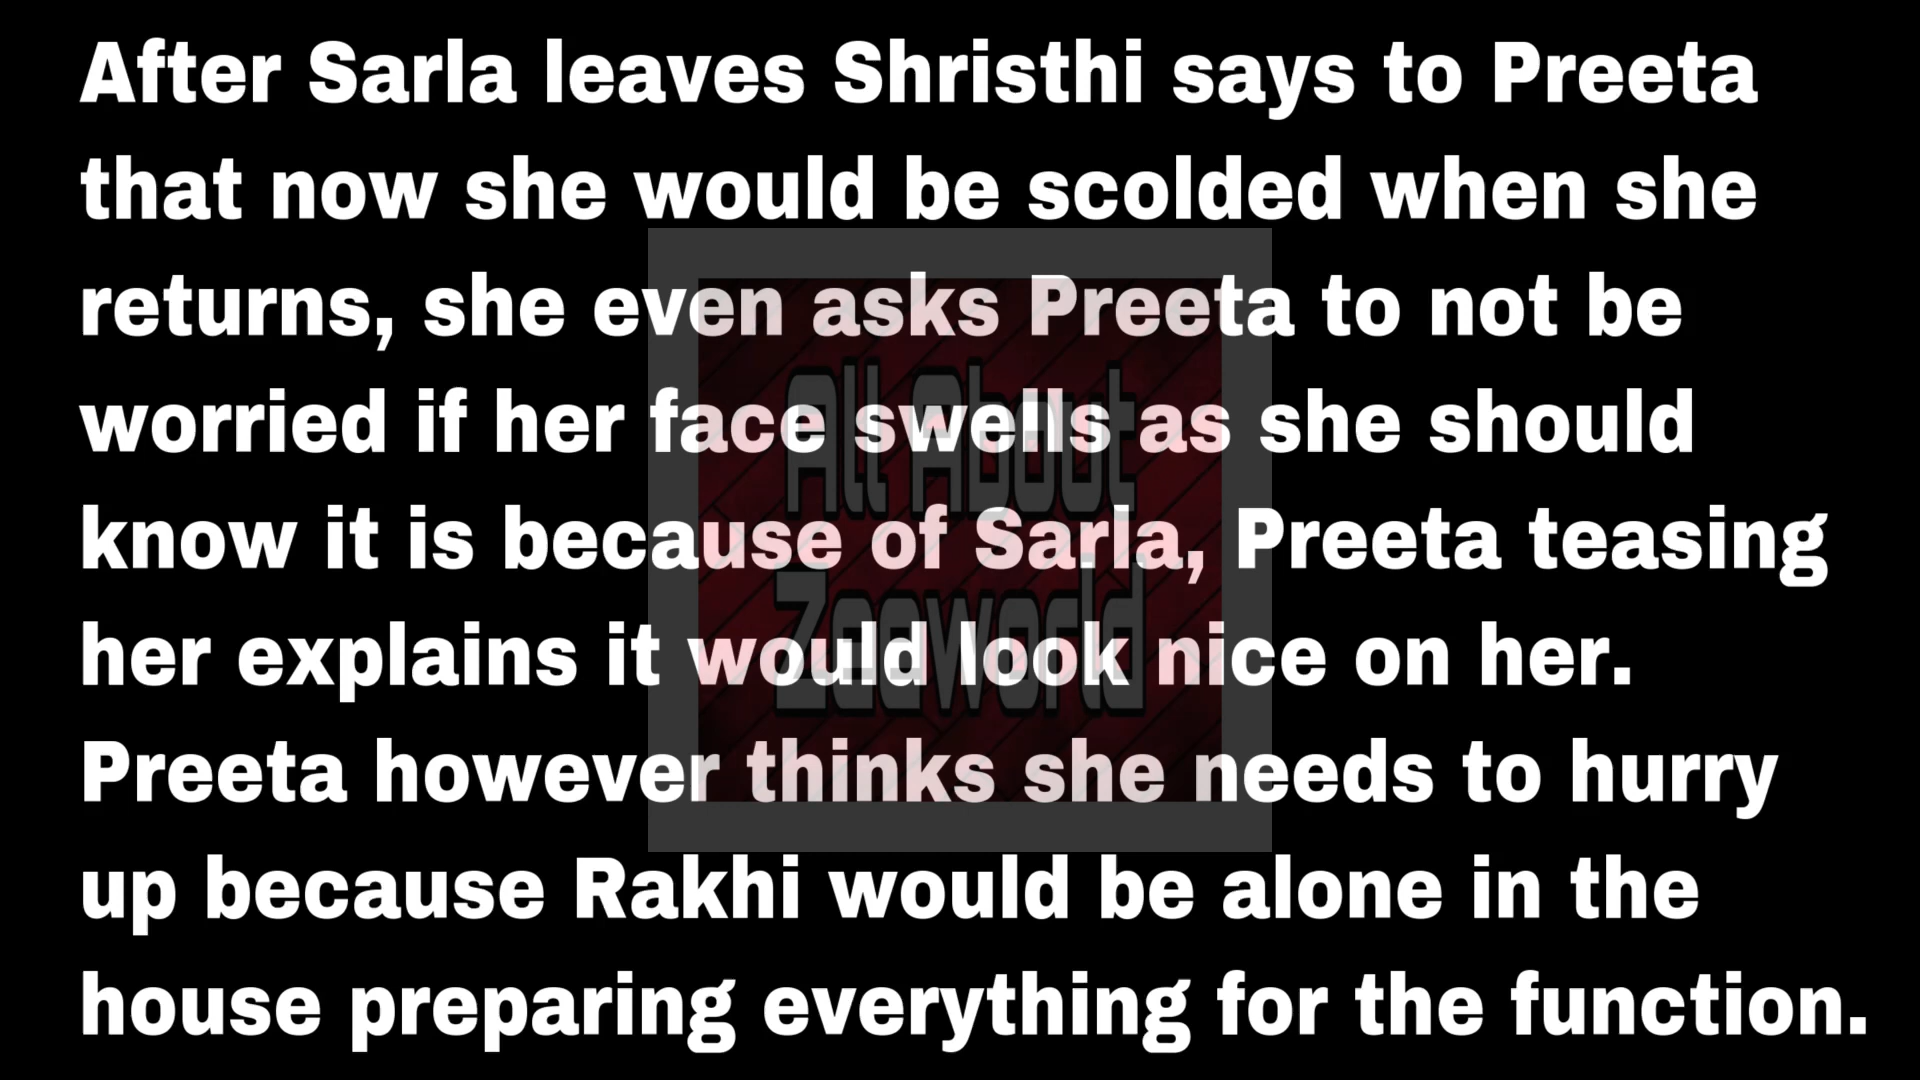 After Sarla leaves Shristhi says to Preeta
that now she would be scolded when she
returns, she even asks Preeta to not be
worried if her face swells as she should
know it is because of Sarla, Preeta teasing
her explains it would look nice on her.
Preeta however thinks she needs to hurry
up because Rakhi would be alone in the
house preparing everything for the function.
All About
Zeeworld